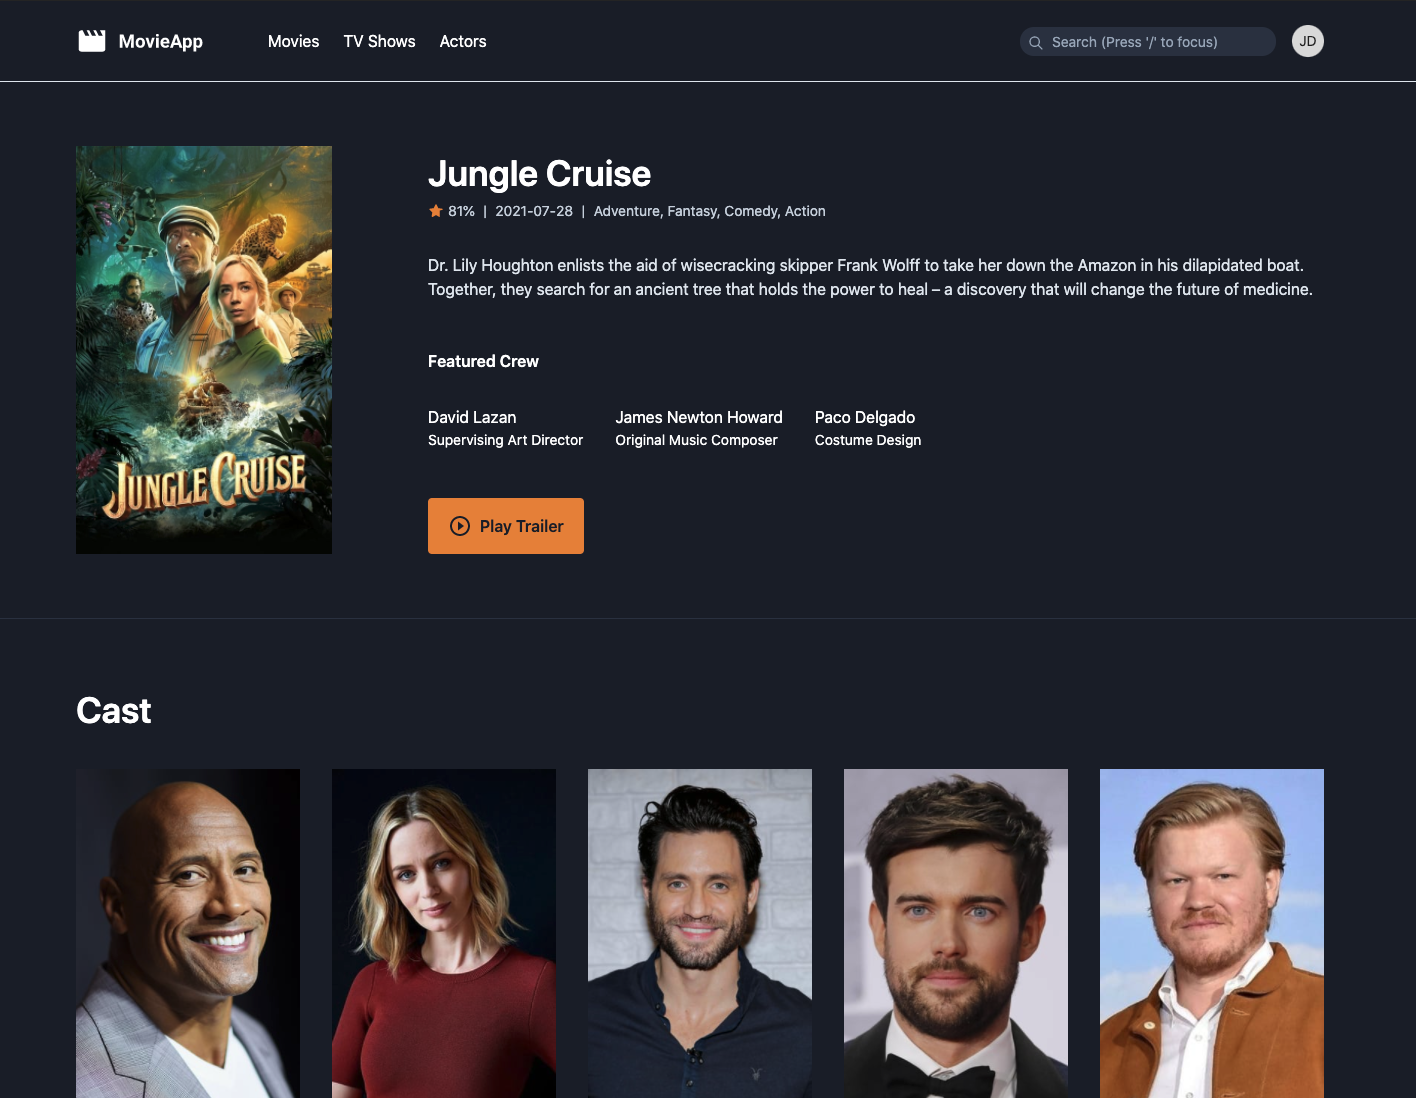 MovieApp
Movies
TV Shows
Actors
Search (Press '/' to focus)
JD
Jungle Cruise
81% | 2021-07-28 | Adventure, Fantasy, Comedy, Action
Dr. Lily Houghton enlists the aid of wisecracking skipper Frank Wolff to take her down the Amazon in his dilapidated boat.
Together, they search for an ancient tree that holds the power to heal – a discovery that will change the future of medicine.
Featured Crew
David Lazan
Supervising Art Director
James Newton Howard
Original Music Composer
Paco Delgado
Costume Design
Play Trailer
JUNGLE CRUISE
Cast